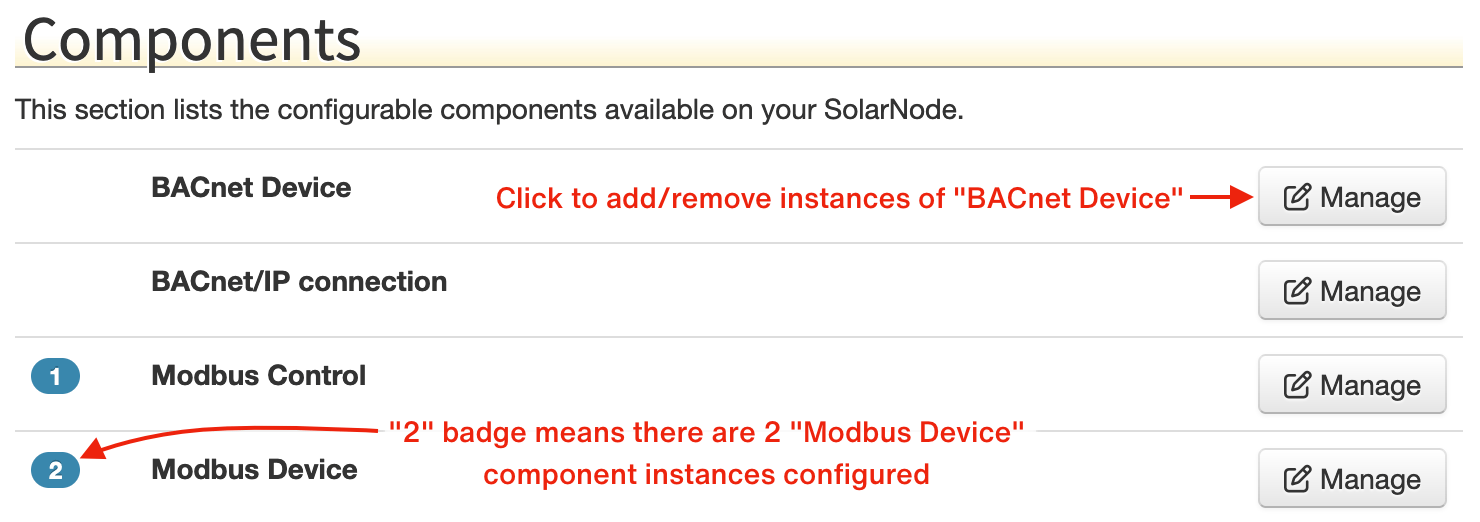 Components
This section lists the configurable components available on your SolarNode.
BACnet Device
Click to add/remove instances of "BACnet Device"
Manage
BACnet/IP connection
Manage
1
Modbus Control
Manage
"2" badge means there are 2 "Modbus Device"
component instances configured
2
Modbus Device
Manage